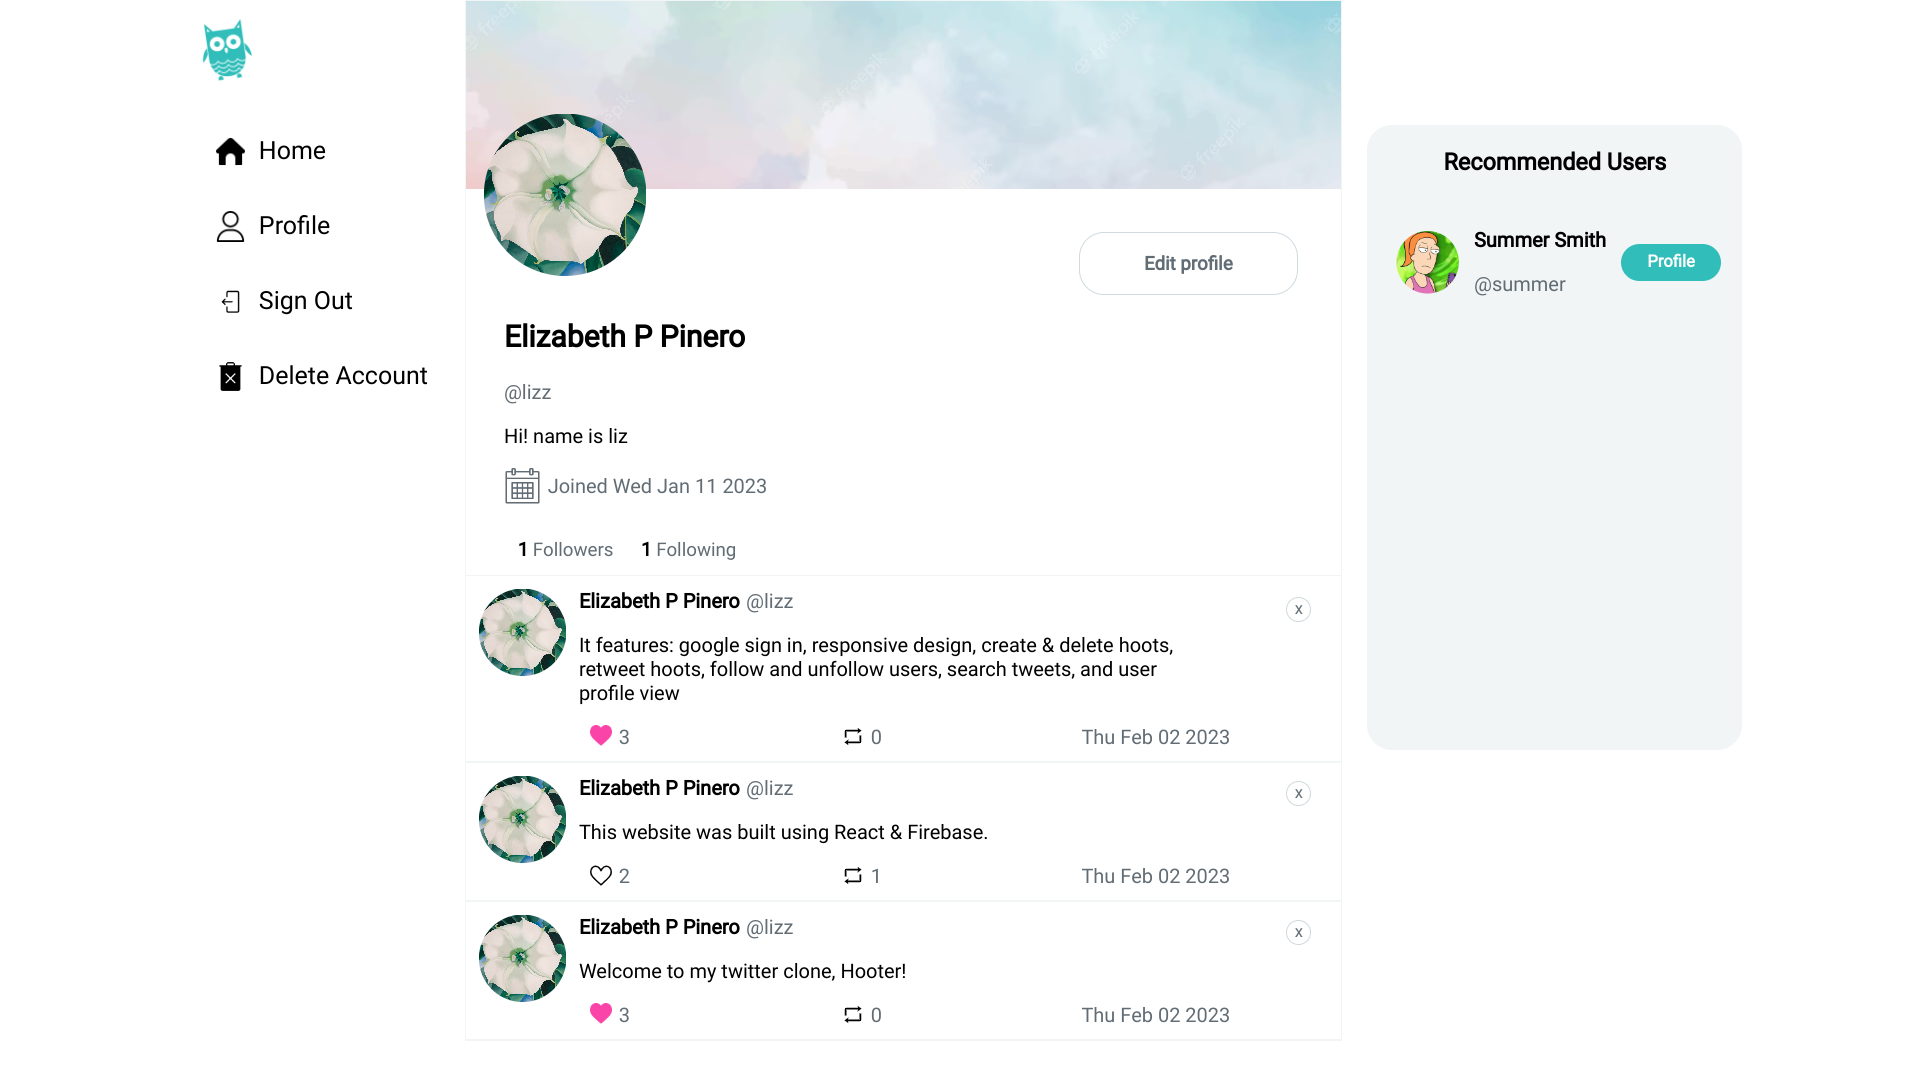 Home
Profile
Sign Out
Delete Account
freepik
freepik
freepik
freepik
Edit profile
Elizabeth P Pinero
@lizz
Hi! name is liz
Joined Wed Jan 11 2023
1 Followers 1 Following
Elizabeth P Pinero @lizz
x
It features: google sign in, responsive design, create & delete hoots,
retweet hoots, follow and unfollow users, search tweets, and user
profile view
3 0 Thu Feb 02 2023
Elizabeth P Pinero @lizz
x
This website was built using React & Firebase.
2 1 Thu Feb 02 2023
Elizabeth P Pinero @lizz
x
Welcome to my twitter clone, Hooter!
3 0 Thu Feb 02 2023
Recommended Users
Summer Smith
@summer
Profile